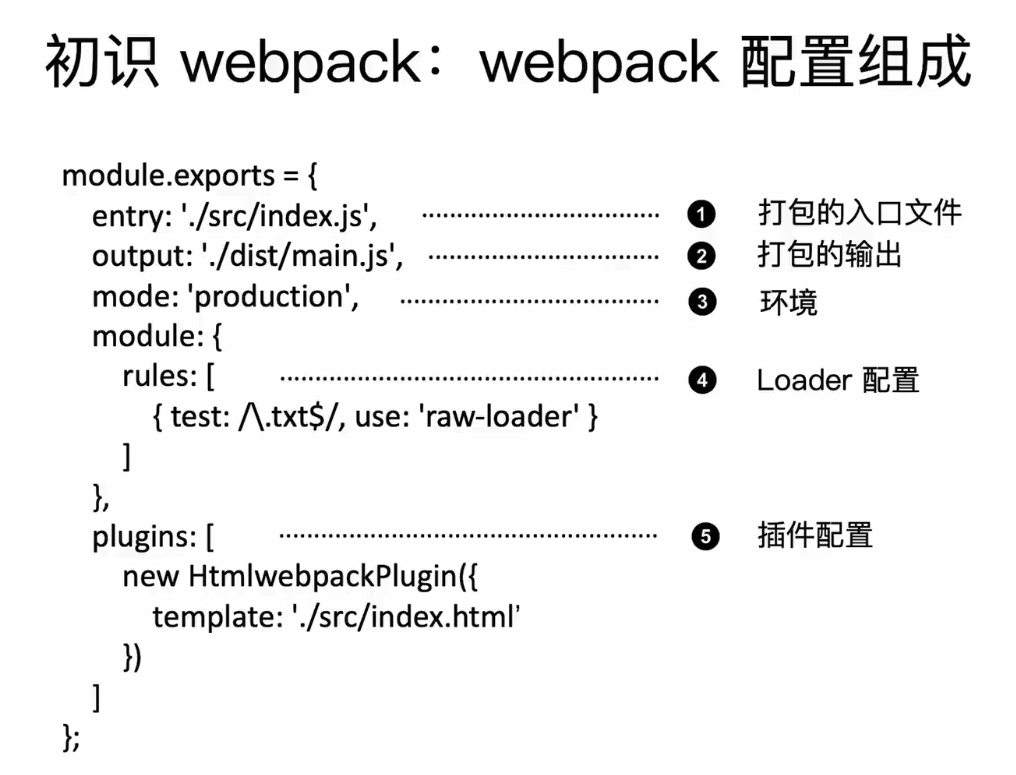 初识 webpack：webpack 配置组成
module.exports = {
entry: './src/index.js', ❶ 打包的入口文件
output: './dist/main.js', ❷ 打包的输出
mode: 'production', ❸ 环境
module: {
rules: [ ❹ Loader 配置
{ test: /\.txt$/, use: 'raw-loader' }
]
},
plugins: [ ❺ 插件配置
new HtmlwebpackPlugin({
template: './src/index.html’
})
]
};